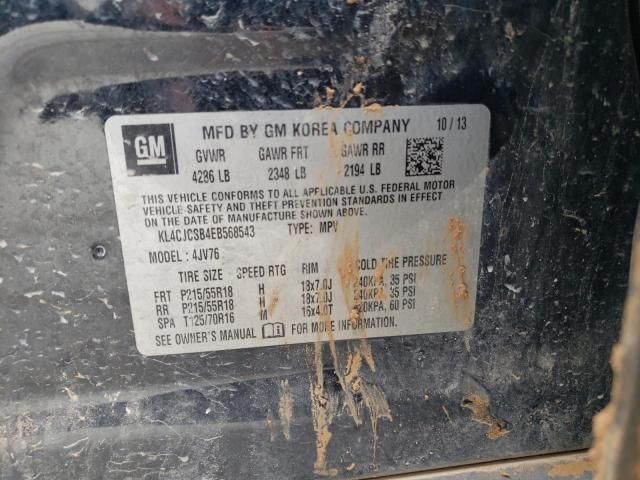 GM MFD BY GM KOREA COMPANY 10/13
GVWR GAWR FRT GAWR RR
4286 LB 2348 LB 2194 LB
THIS VEHICLE CONFORMS TO ALL APPLICABLE U.S. FEDERAL MOTOR
VEHICLE SAFETY AND THEFT PREVENTION STANDARDS IN EFFECT
ON THE DATE OF MANUFACTURE SHOWN ABOVE.
KL4CJCSB4EB568543 TYPE: MPV
MODEL: 4JV76
TIRE SIZE SPEED RTG RIM COLD TIRE PRESSURE
FRT P215/55R18 H 18x7.0J 240KPA, 35 PSI
RR P215/55R18 H 18x7.0J 240KPA, 35 PSI
SPA T125/70R16 M 16x4.0T 420KPA, 60 PSI
SEE OWNER'S MANUAL FOR MORE INFORMATION.